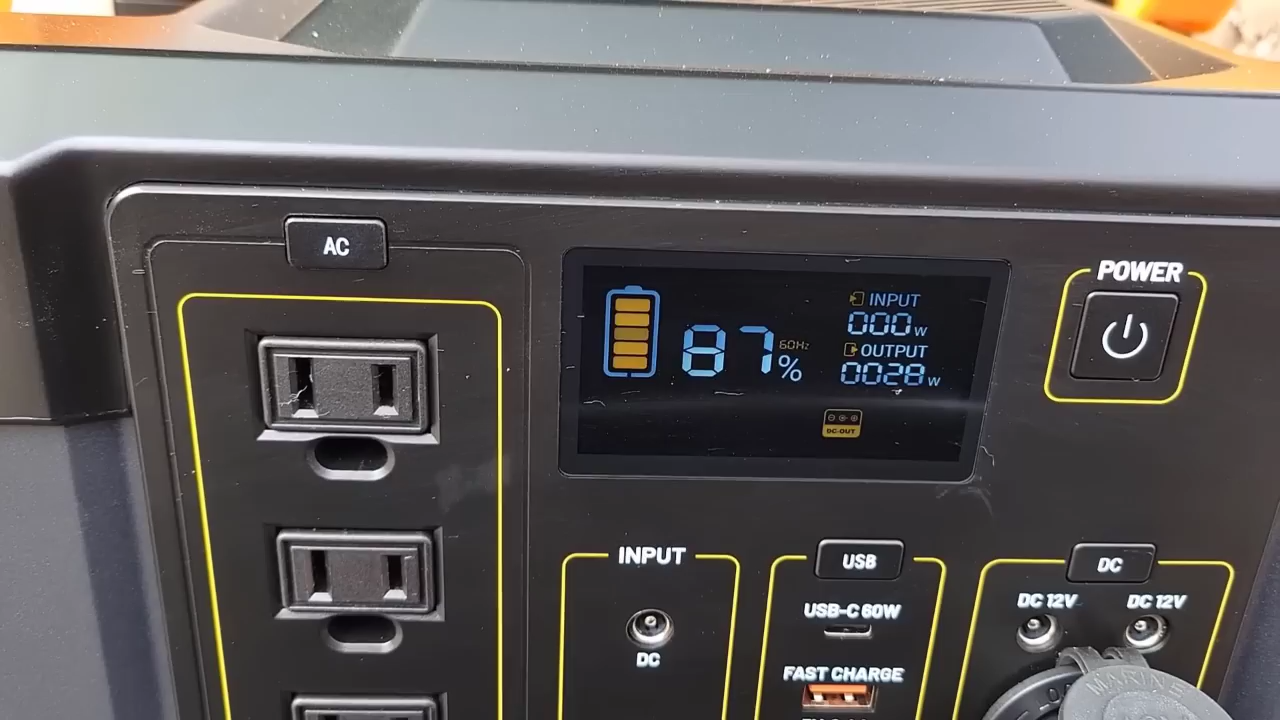 AC
87%
60Hz
INPUT
000w
OUTPUT
0028w
DC-OUT
POWER
INPUT
DC
USB
USB-C 60W
FAST CHARGE
DC
DC 12V
DC 12V
MARINE